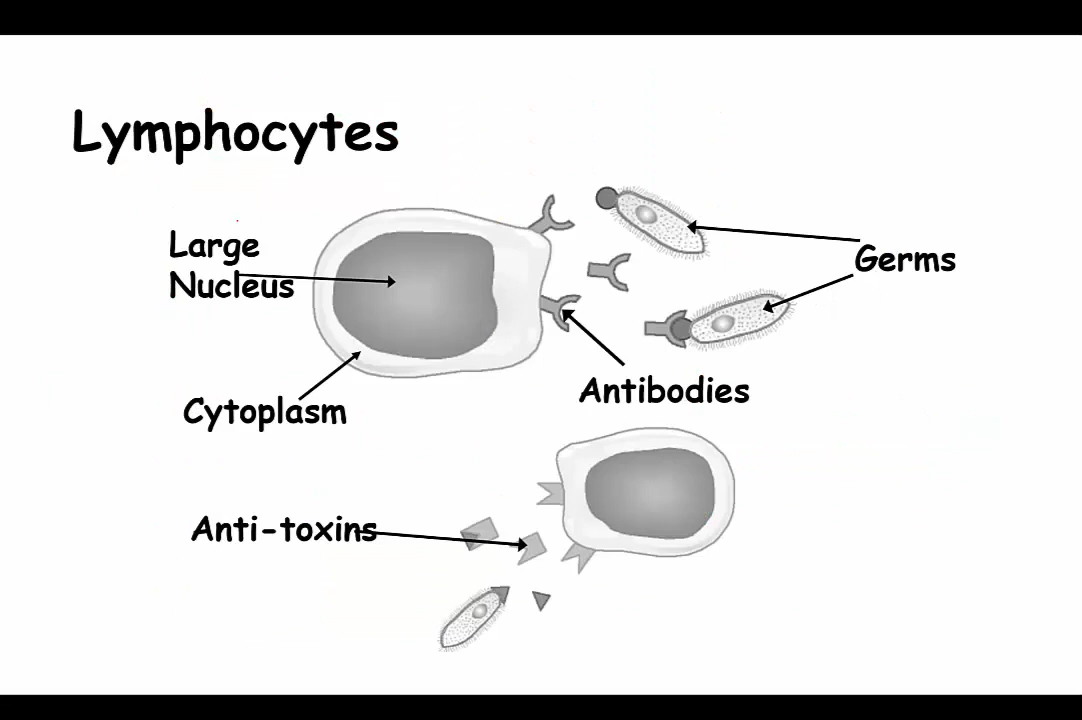 Lymphocytes
Large
Nucleus
Germs
Antibodies
Cytoplasm
Anti-toxins